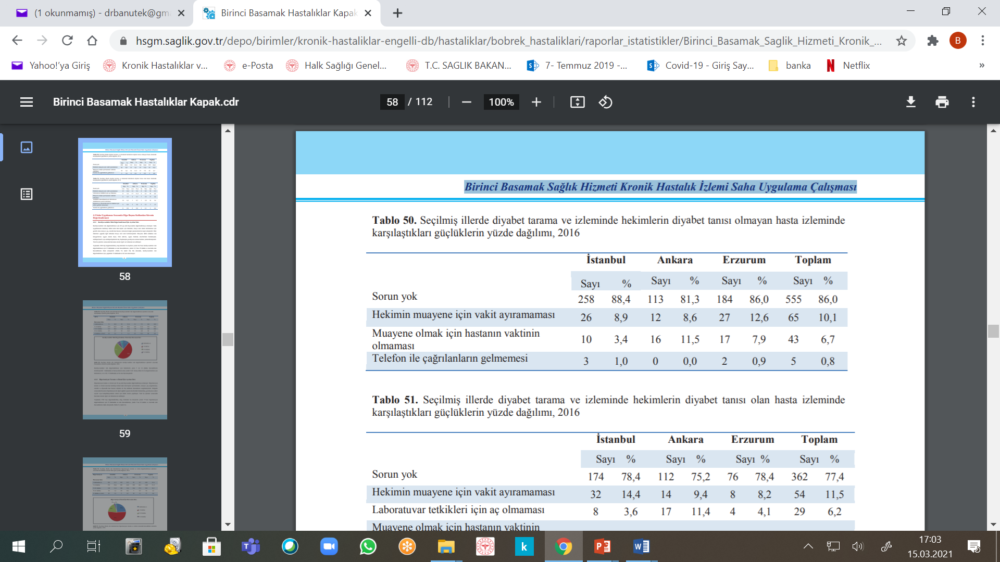 (1 okunmamış) - drbanutek@gm
Birinci Basamak Hastalıklar Kapak
hsgm.saglik.gov.tr/depo/birimler/kronik-hastaliklar-engelli-db/hastaliklar/bobrek_hastaliklari/raporlar_istatistikler/Birinci_Basamak_Saglik_Hizmeti_Kronik_...
B
Yahoo!'ya Giriş Kronik Hastalıklar v... e-Posta Halk Sağlığı Genel... T.C. SAGLIK BAKAN... 7- Temmuz 2019 -... Covid-19 - Giriş Say... banka Netflix »
Birinci Basamak Hastalıklar Kapak.cdr
58 / 112
100%
58
59
Birinci Basamak Sağlık Hizmeti Kronik Hastalık İzlemi Saha Uygulama Çalışması
Tablo 50. Seçilmiş illerde diyabet tarama ve izleminde hekimlerin diyabet tanısı olmayan hasta izleminde
karşılaştıkları güçlüklerin yüzde dağılımı, 2016
İstanbul Ankara Erzurum Toplam
Sayı % Sayı % Sayı % Sayı %
Sorun yok 258 88,4 113 81,3 184 86,0 555 86,0
Hekimin muayene için vakit ayıramaması 26 8,9 12 8,6 27 12,6 65 10,1
Muayene olmak için hastanın vaktinin
olmaması 10 3,4 16 11,5 17 7,9 43 6,7
Telefon ile çağrılanların gelmemesi 3 1,0 0 0,0 2 0,9 5 0,8
Tablo 51. Seçilmiş illerde diyabet tarama ve izleminde hekimlerin diyabet tanısı olan hasta izleminde
karşılaştıkları güçlüklerin yüzde dağılımı, 2016
İstanbul Ankara Erzurum Toplam
Sayı % Sayı % Sayı % Sayı %
Sorun yok 174 78,4 112 75,2 76 78,4 362 77,4
Hekimin muayene için vakit ayıramaması 32 14,4 14 9,4 8 8,2 54 11,5
Laboratuvar tetkikleri için aç olmaması 8 3,6 17 11,4 4 4,1 29 6,2
Muayene olmak için hastanın vaktinin
17:03
15.03.2021